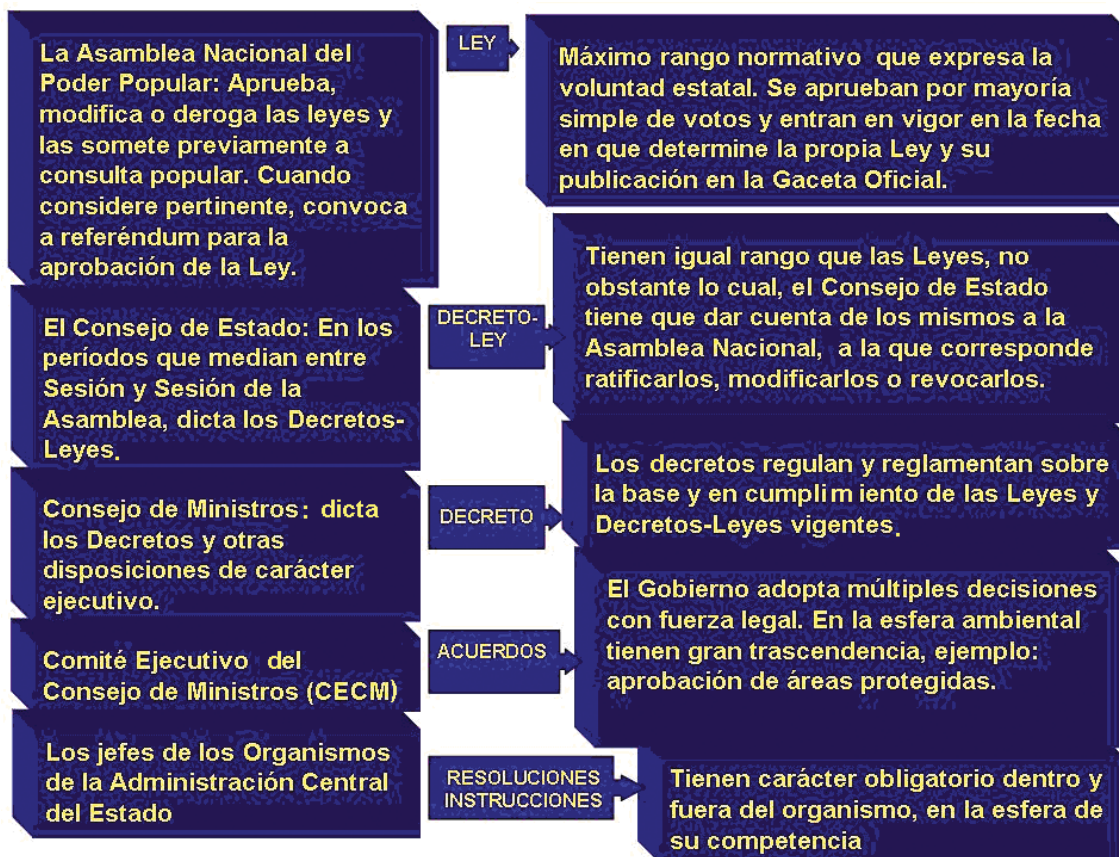 La Asamblea Nacional del
Poder Popular: Aprueba,
modifica o deroga las leyes y
las somete previamente a
consulta popular. Cuando
considere pertinente, convoca
a referéndum para la
aprobación de la Ley.
LEY
Máximo rango normativo que expresa la
voluntad estatal. Se aprueban por mayoría
simple de votos y entran en vigor en la fecha
en que determine la propia Ley y su
publicación en la Gaceta Oficial.
El Consejo de Estado: En los
períodos que median entre
Sesión y Sesión de la
Asamblea, dicta los Decretos-
Leyes.
DECRETO-
LEY
Tienen igual rango que las Leyes, no
obstante lo cual, el Consejo de Estado
tiene que dar cuenta de los mismos a la
Asamblea Nacional, a la que corresponde
ratificarlos, modificarlos o revocarlos.
Consejo de Ministros: dicta
los Decretos y otras
disposiciones de carácter
ejecutivo.
DECRETO
Los decretos regulan y reglamentan sobre
la base y en cumplimiento de las Leyes y
Decretos-Leyes vigentes.
Comité Ejecutivo del
Consejo de Ministros (CECM)
ACUERDOS
El Gobierno adopta múltiples decisiones
con fuerza legal. En la esfera ambiental
tienen gran trascendencia, ejemplo:
aprobación de áreas protegidas.
Los jefes de los Organismos
de la Administración Central
del Estado
RESOLUCIONES
INSTRUCCIONES
Tienen carácter obligatorio dentro y
fuera del organismo, en la esfera de
su competencia